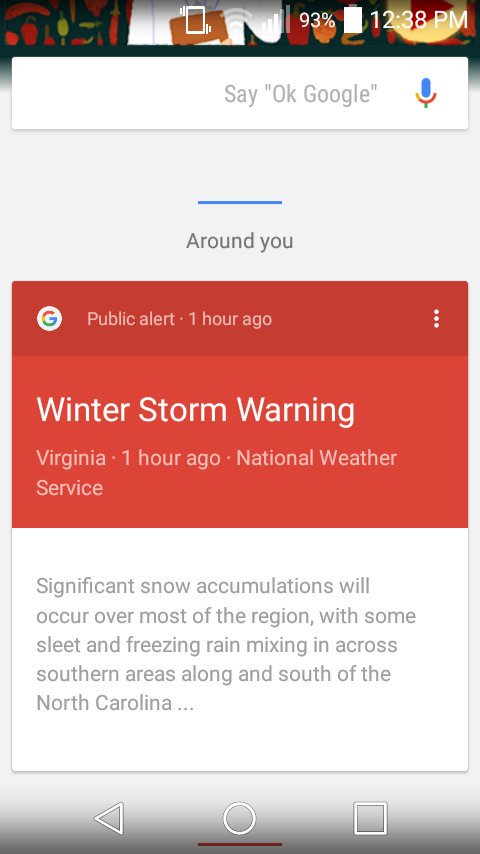 93% 12:38 PM
Say "Ok Google"
Around you
Public alert · 1 hour ago
Winter Storm Warning
Virginia · 1 hour ago · National Weather
Service
Significant snow accumulations will
occur over most of the region, with some
sleet and freezing rain mixing in across
southern areas along and south of the
North Carolina ...